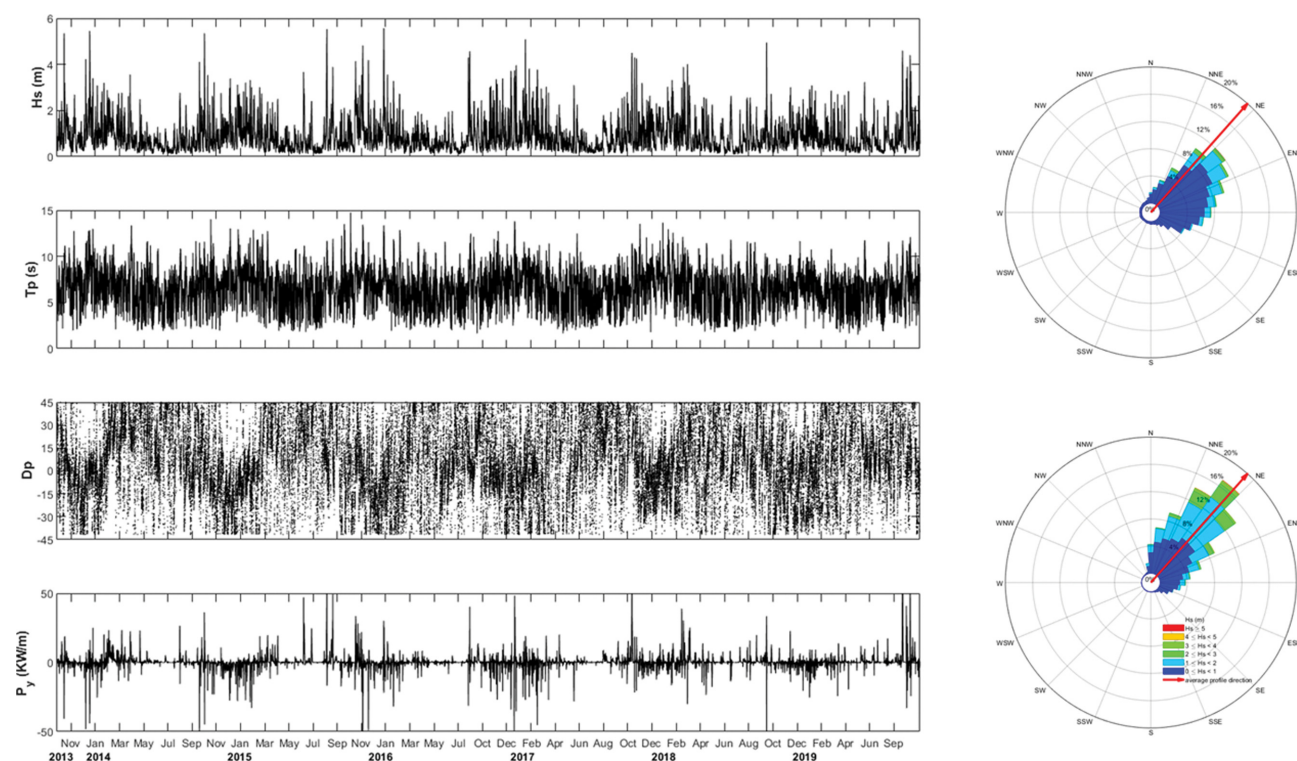 6
4
2
0
Hs (m)
15
10
5
0
Tp (s)
45
30
15
0
-15
-30
-45
Dp
50
0
-50
Py (KW/m)
Nov Jan Mar May Jul Sep Nov Jan Mar May Jul Sep Nov Jan Mar May Jul Oct Dec Feb Apr Jun Aug Oct Dec Feb Apr Jun Aug Oct Dec Feb Apr Jun Sep
2013 2014 2015 2016 2017 2018 2019
N
NNW NNE
20%
NW 16% NE
12%
WNW 8% EN
W 0%
WSW ES
SW SE
SSW SSE
S
N
NNW NNE
20%
NW 16% NE
12%
WNW 8% EN
4%
W 0%
WSW ES
SW SE
SSW SSE
S
Hs (m)
Hs ≥ 5
4 ≤ Hs < 5
3 ≤ Hs < 4
2 ≤ Hs < 3
1 ≤ Hs < 2
0 ≤ Hs < 1
average profile direction